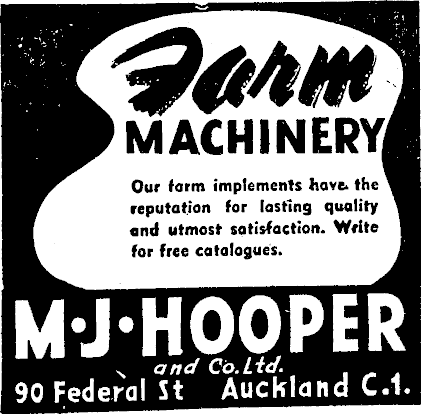 Farm
MACHINERY
Our farm implements have the
reputation for lasting quality
and utmost satisfaction. Write
for free catalogues.
M·J·HOOPER
and Co. Ltd.
90 Federal St Auckland C.1.